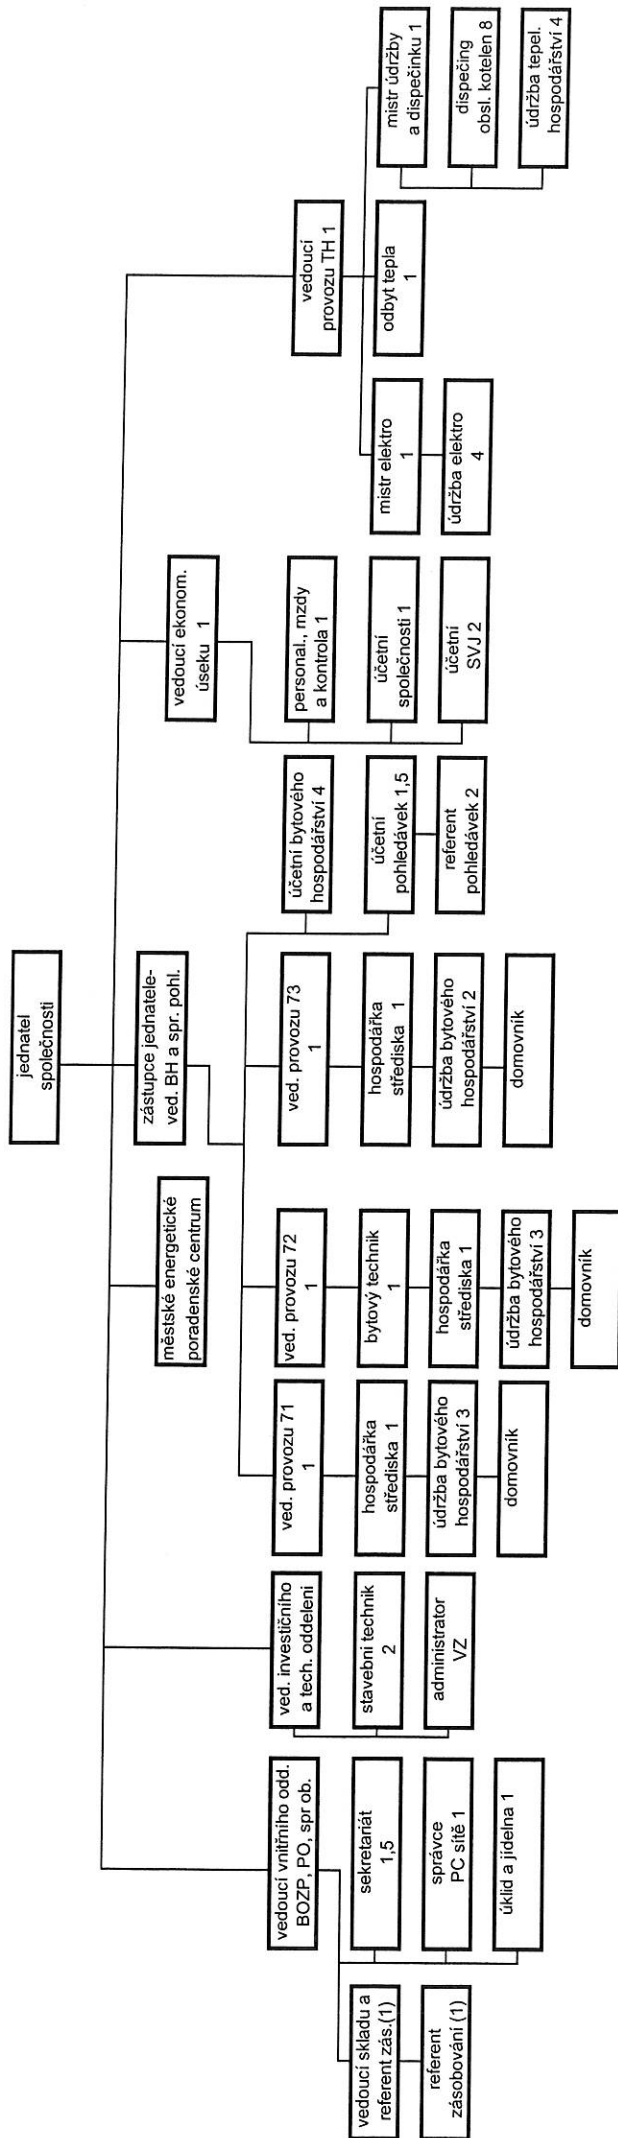 jednatel
společnosti
vedoucí vnitřního odd.
BOZP, PO, spr ob.
vedoucí skladu a
referent zás.(1)
referent
zásobování (1)
sekretariát
1,5
správce
PC sítě 1
úklid a jídelna 1
ved. investičního
a tech. oddelení
stavební technik
2
administrator
VZ
městské energetické
poradenské centrum
zástupce jednatele-
ved. BH a spr. pohl.
ved. provozu 71
1
hospodářka
střediska 1
údržba bytového
hospodářství 3
domovník
ved. provozu 72
1
bytový technik
1
hospodářka
střediska 1
údržba bytového
hospodářství 3
domovník
ved. provozu 73
1
hospodářka
střediska 1
údržba bytového
hospodářství 2
domovník
účetní bytového
hospodářství 4
účetní
pohledávek 1,5
referent
pohledávek 2
vedoucí ekonom.
úseku 1
personal., mzdy
a kontrola 1
účetní
společnosti 1
účetní
SVJ 2
vedoucí
provozu TH 1
mistr elektro
1
údržba elektro
4
odbyt tepla
1
mistr údržby
a dispečinku 1
dispečing
obsl. kotelen 8
údržba tepel.
hospodářství 4